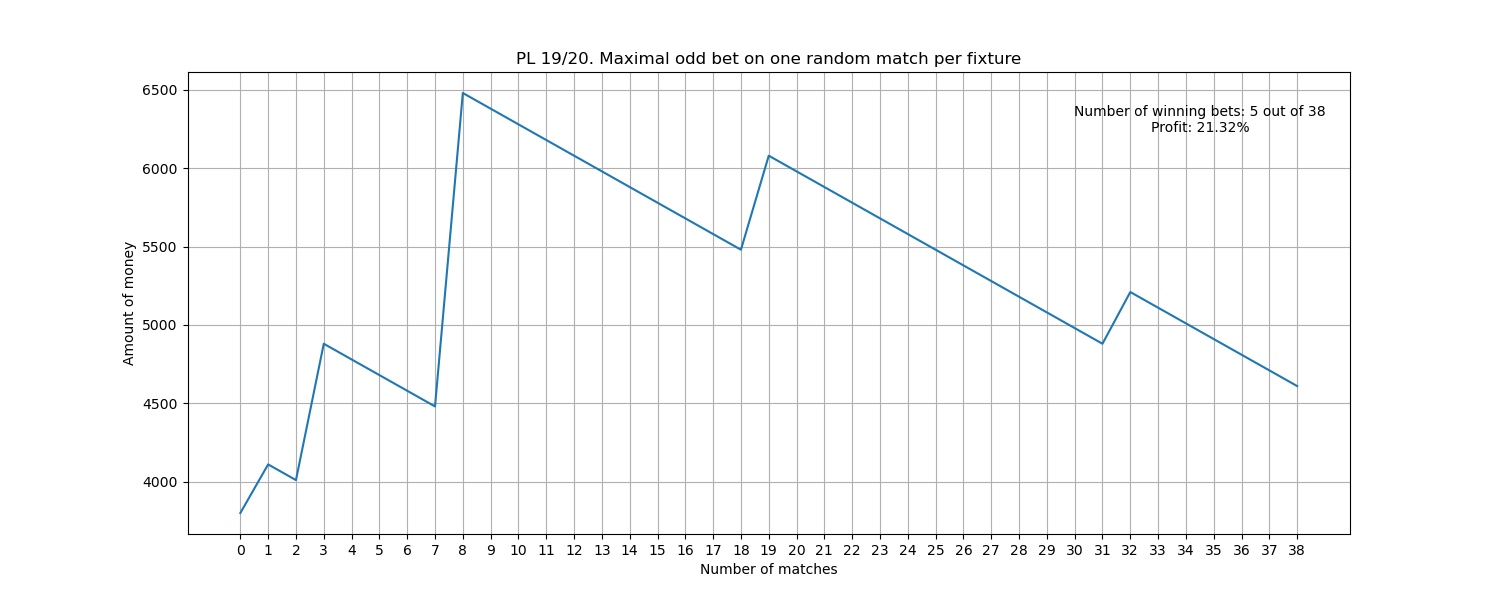 PL 19/20. Maximal odd bet on one random match per fixture
Number of winning bets: 5 out of 38
Profit: 21.32%
Amount of money
6500
6000
5500
5000
4500
4000
0 1 2 3 4 5 6 7 8 9 10 11 12 13 14 15 16 17 18 19 20 21 22 23 24 25 26 27 28 29 30 31 32 33 34 35 36 37 38
Number of matches